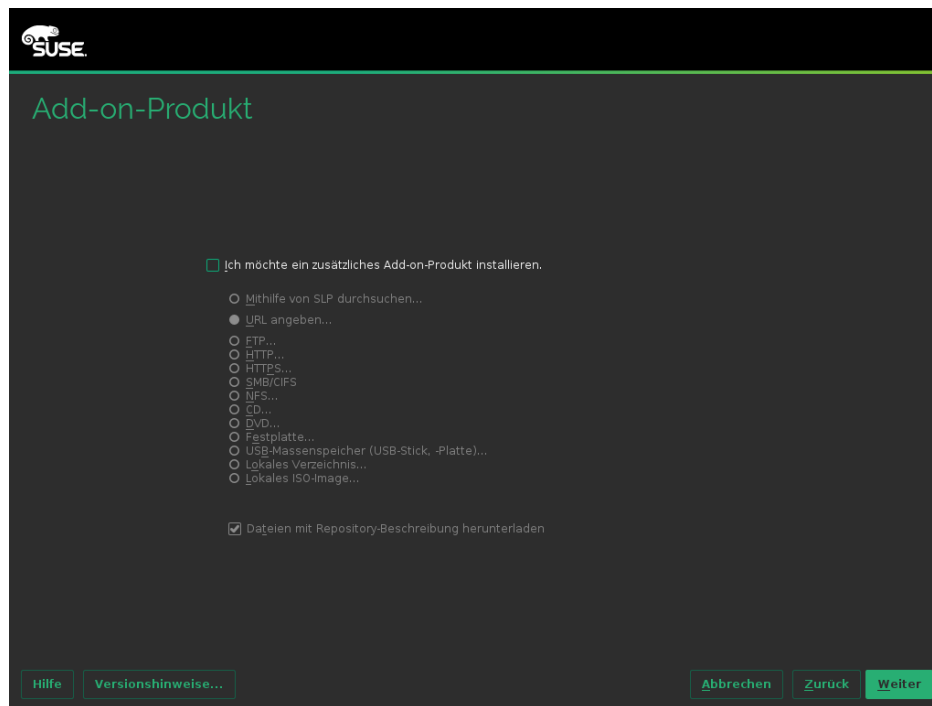 SUSE.
Add-on-Produkt
Ich möchte ein zusätzliches Add-on-Produkt installieren.
Mithilfe von SLP durchsuchen...
URL angeben...
FTP...
HTTP...
HTTPS...
SMB/CIFS
NFS...
CD...
DVD...
Festplatte...
USB-Massenspeicher (USB-Stick, -Platte)...
Lokales Verzeichnis...
Lokales ISO-Image...
Dateien mit Repository-Beschreibung herunterladen
Hilfe Versionshinweise... Abbrechen Zurück Weiter